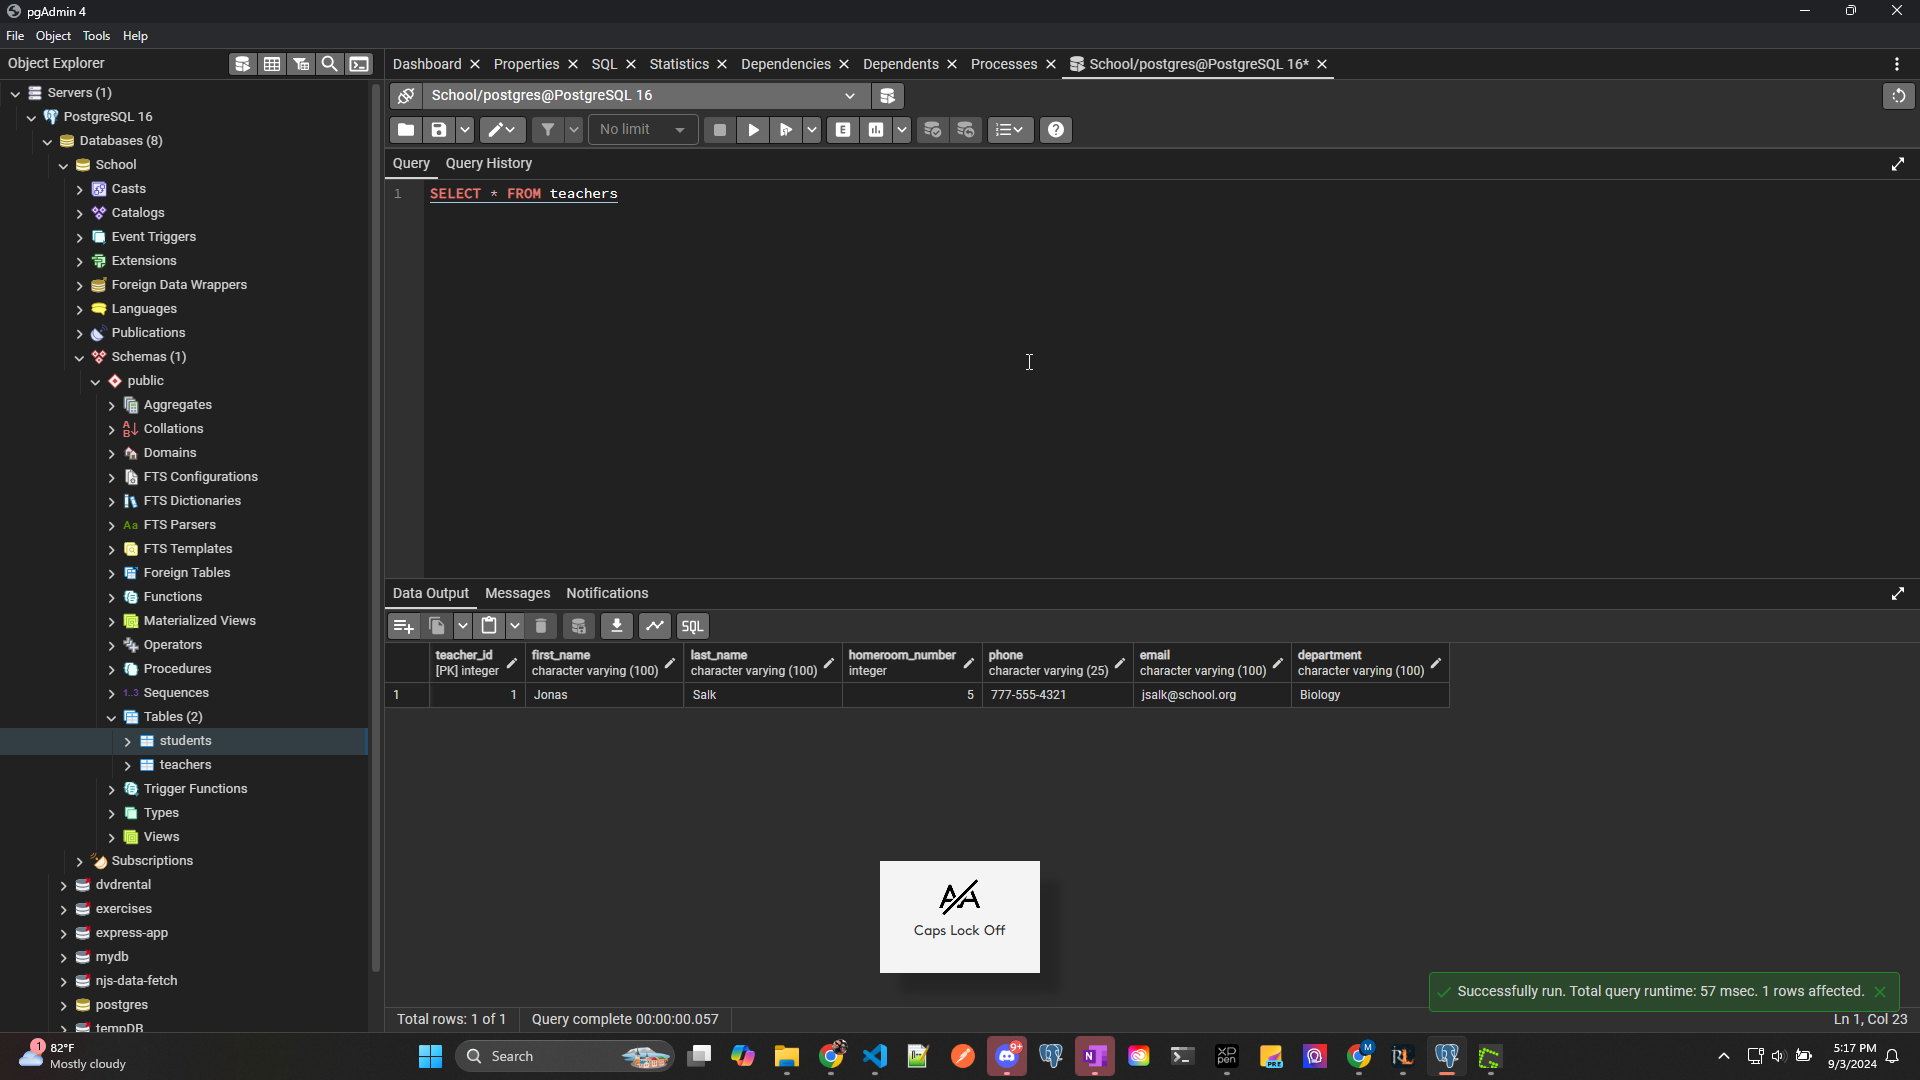 pgAdmin 4
File Object Tools Help
Object Explorer
Dashboard Properties SQL Statistics Dependencies Dependents Processes School/postgres@PostgreSQL 16*
Servers (1)
PostgreSQL 16
Databases (8)
School
Casts
Catalogs
Event Triggers
Extensions
Foreign Data Wrappers
Languages
Publications
Schemas (1)
public
Aggregates
Collations
Domains
FTS Configurations
FTS Dictionaries
Aa FTS Parsers
FTS Templates
Foreign Tables
Functions
Materialized Views
Operators
Procedures
1..3 Sequences
Tables (2)
students
teachers
Trigger Functions
Types
Views
Subscriptions
dvdrental
exercises
express-app
mydb
njs-data-fetch
postgres
tempDB
School/postgres@PostgreSQL 16
No limit
E
Query Query History
1 SELECT * FROM teachers
Data Output Messages Notifications
SQL
teacher_id first_name last_name homeroom_number phone email department
[PK] integer character varying (100) character varying (100) integer character varying (25) character varying (100) character varying (100)
1 1 Jonas Salk 5 777-555-4321 jsalk@school.org Biology
Caps Lock Off
Successfully run. Total query runtime: 57 msec. 1 rows affected.
Total rows: 1 of 1 Query complete 00:00:00.057 Ln 1, Col 23
1 82°F
Mostly cloudy
Search
9+
5:17 PM
9/3/2024